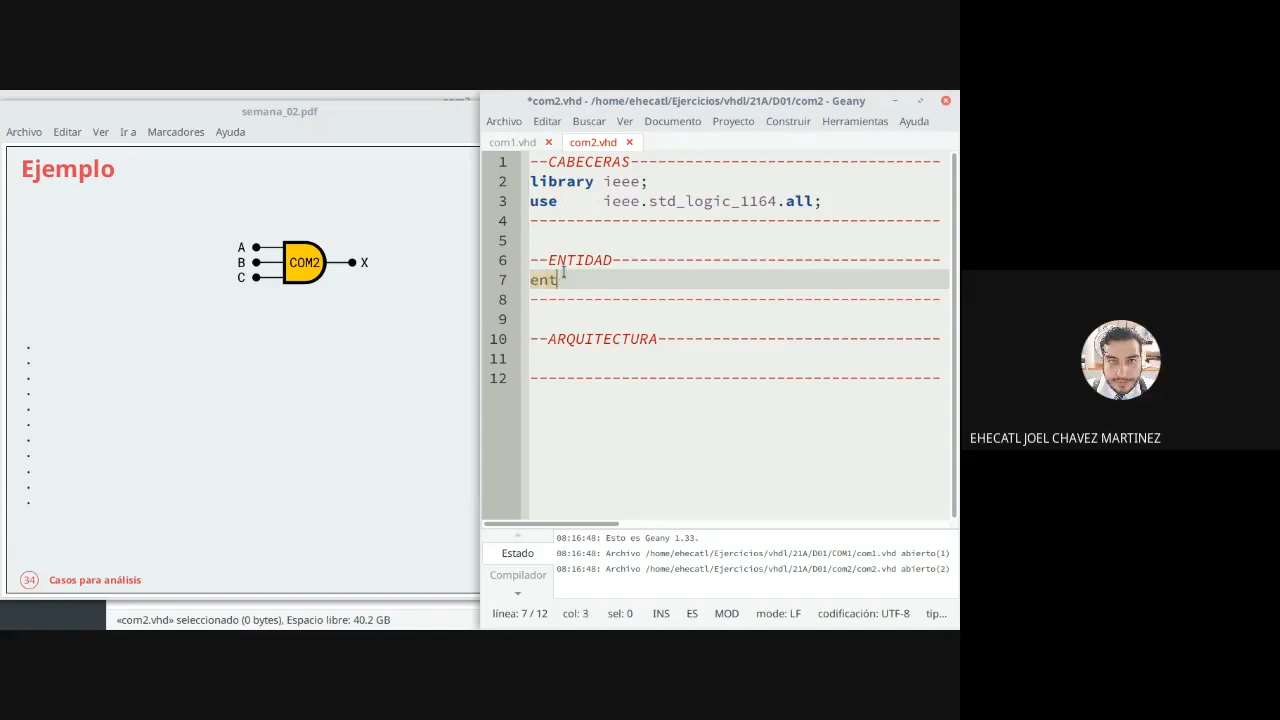 semana_02.pdf
Archivo Editar Ver Ir a Marcadores Ayuda
Ejemplo
A
B
C
COM2
X
34 Casos para análisis
«com2.vhd» seleccionado (0 bytes), Espacio libre: 40.2 GB
*com2.vhd - /home/ehecatl/Ejercicios/vhdl/21A/D01/com2 - Geany
Archivo Editar Buscar Ver Documento Proyecto Construir Herramientas Ayuda
com1.vhd com2.vhd
1 --CABECERAS----------------------------------
2 library ieee;
3 use ieee.std_logic_1164.all;
4 ---------------------------------------------
5
6 --ENTIDAD------------------------------------
7 ent
8 ---------------------------------------------
9
10 --ARQUITECTURA-------------------------------
11
12 ---------------------------------------------
Estado
Compilador
08:16:48: Esto es Geany 1.33.
08:16:48: Archivo /home/ehecatl/Ejercicios/vhdl/21A/D01/COM1/com1.vhd abierto(1)
08:16:48: Archivo /home/ehecatl/Ejercicios/vhdl/21A/D01/com2/com2.vhd abierto(2)
línea: 7 / 12 col: 3 sel: 0 INS ES MOD mode: LF codificación: UTF-8 tip...
EHECATL JOEL CHAVEZ MARTINEZ